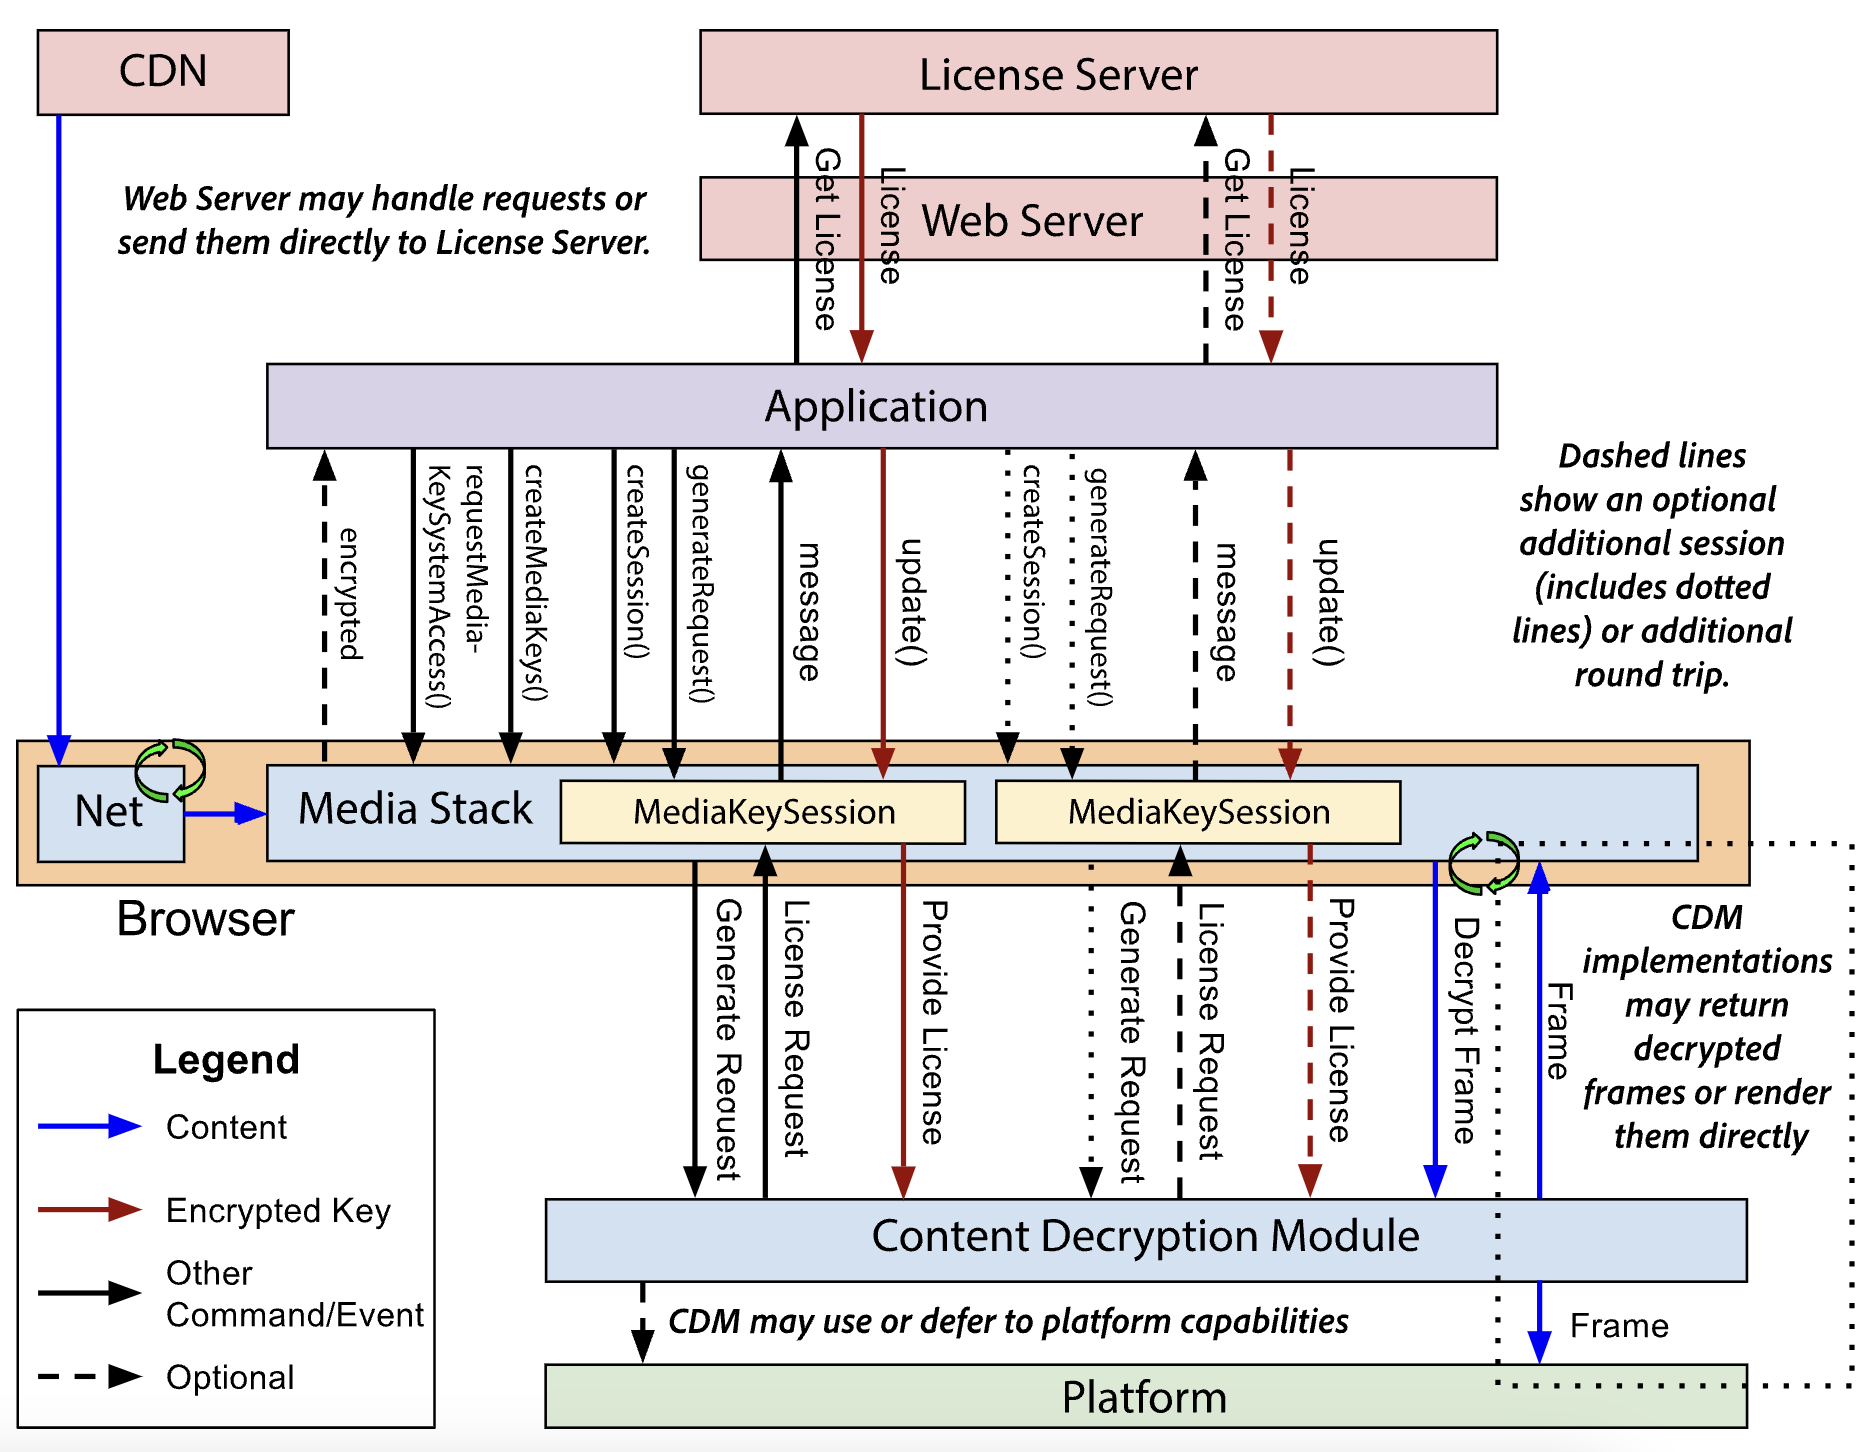 CDN
License Server
Web Server may handle requests or
send them directly to License Server.
Get License
License
Web Server
Get License
License
Application
encrypted
requestMedia-
KeySystemAccess()
createMediaKeys()
createSession()
generateRequest()
message
update()
createSession()
generateRequest()
message
update()
Dashed lines
show an optional
additional session
(includes dotted
lines) or additional
round trip.
Net
Media Stack
MediaKeySession
MediaKeySession
Browser
Generate Request
License Request
Provide License
Generate Request
License Request
Provide License
Decrypt Frame
Frame
CDM
implementations
may return
decrypted
frames or render
them directly
Legend
Content
Encrypted Key
Other
Command/Event
Optional
Content Decryption Module
CDM may use or defer to platform capabilities
Frame
Platform